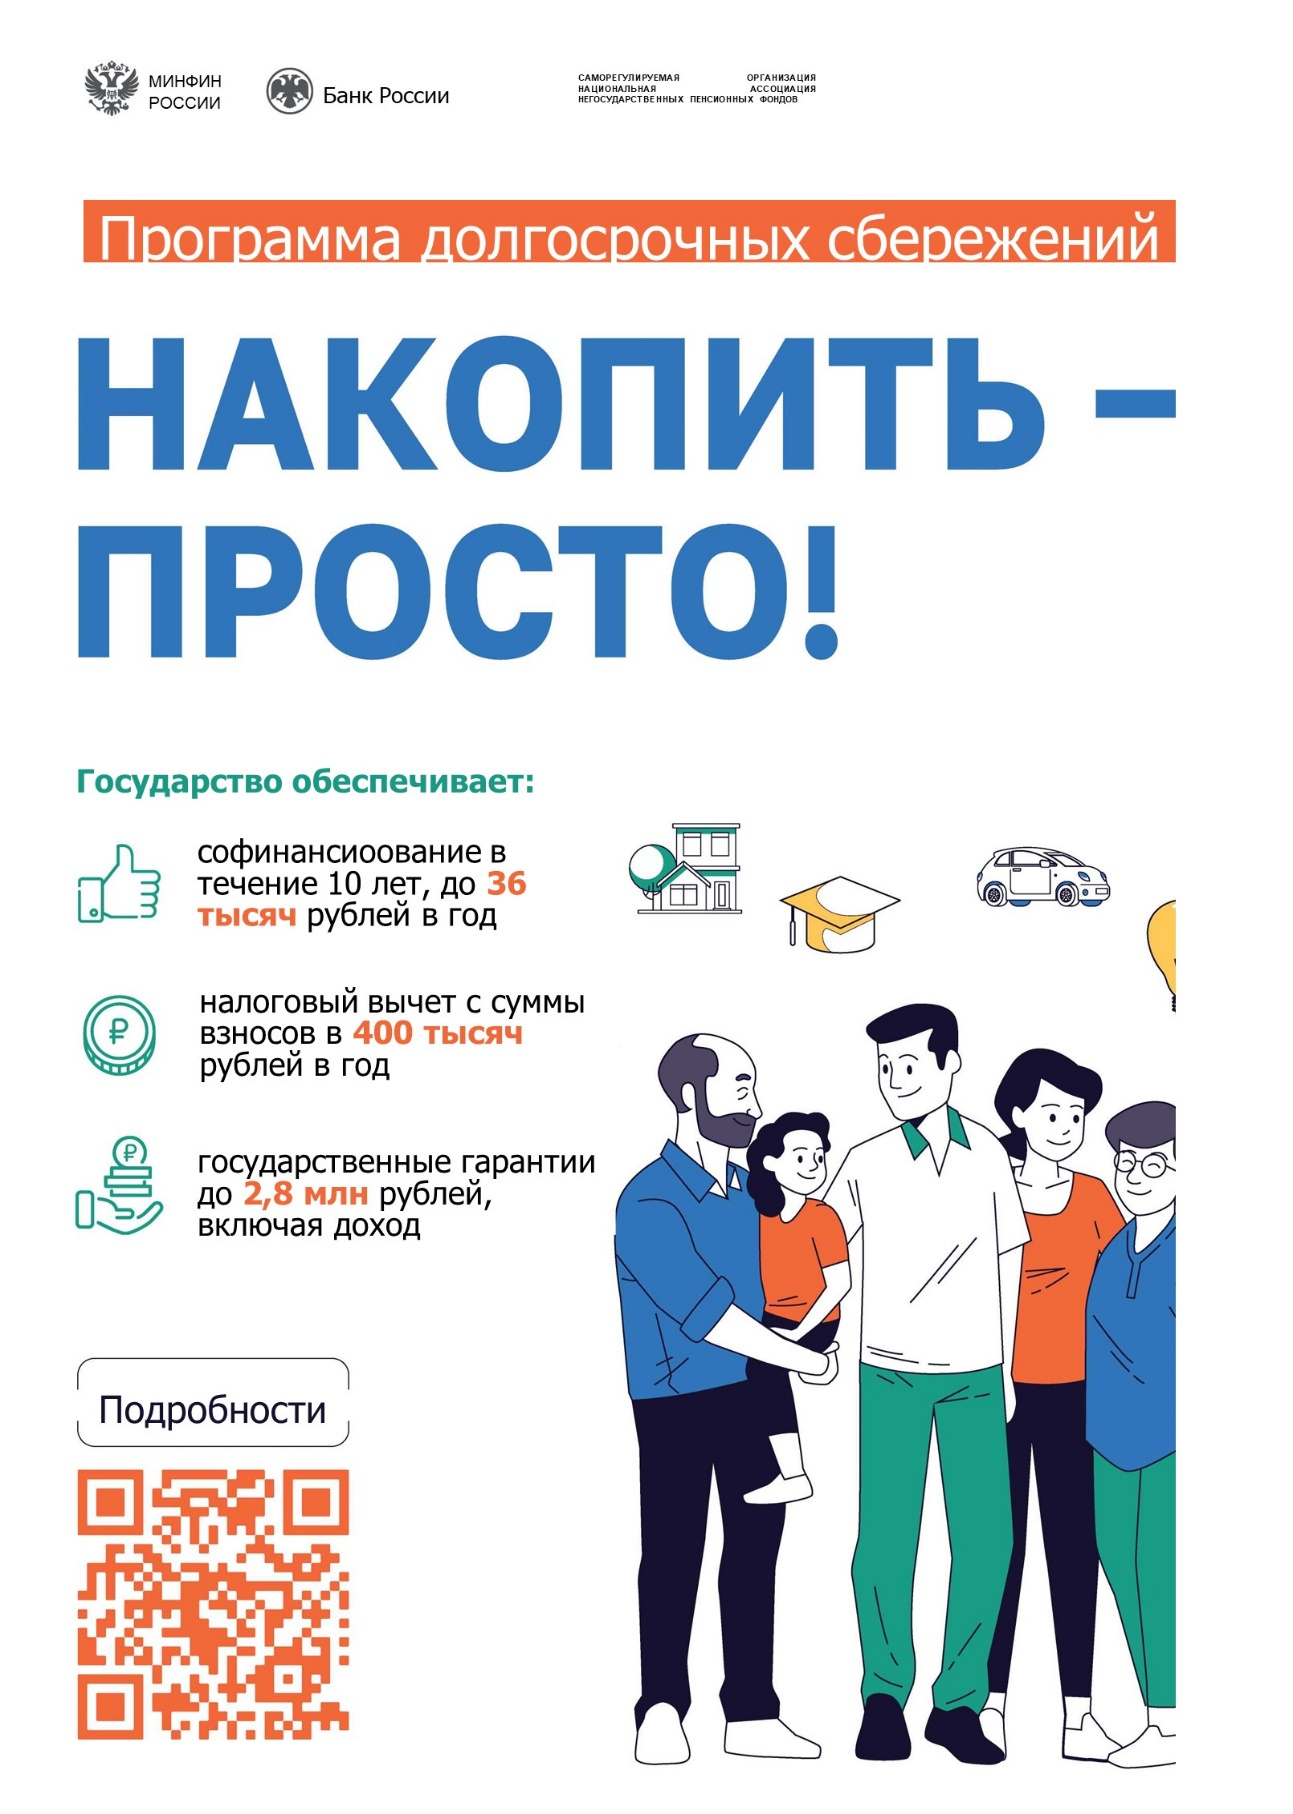 МИНФИН
РОССИИ
Банк России
САМОРЕГУЛИРУЕМАЯ ОРГАНИЗАЦИЯ
НАЦИОНАЛЬНАЯ АССОЦИАЦИЯ
НЕГОСУДАРСТВЕННЫХ ПЕНСИОННЫХ ФОНДОВ
Программа долгосрочных сбережений
НАКОПИТЬ –
ПРОСТО!
Государство обеспечивает:
софинансиоование в
течение 10 лет, до 36
тысяч рублей в год
налоговый вычет с суммы
взносов в 400 тысяч
рублей в год
государственные гарантии
до 2,8 млн рублей,
включая доход
Подробности